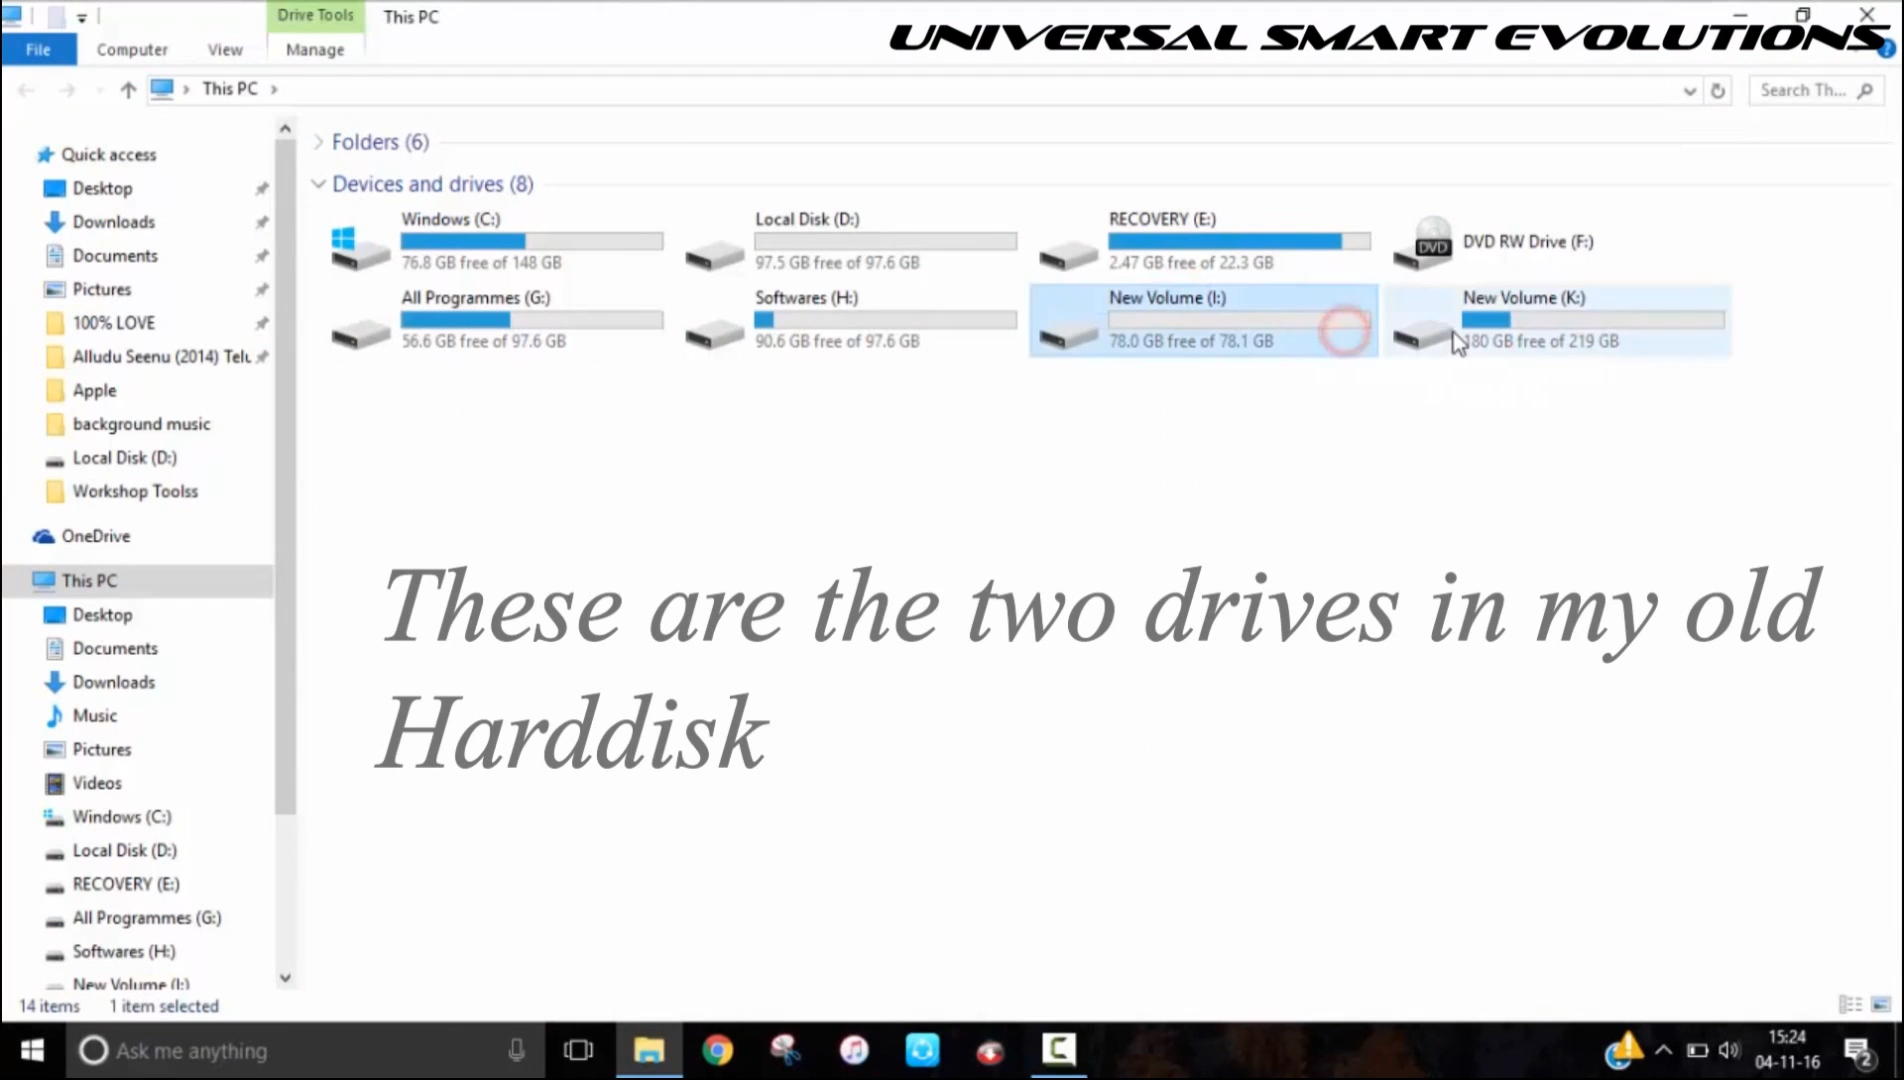 Drive Tools
This PC
UNIVERSAL SMART EVOLUTIONS
File
Computer
View
Manage
This PC
Search Th...
Quick access
Desktop
Downloads
Documents
Pictures
100% LOVE
Alludu Seenu (2014) Telu
Apple
background music
Local Disk (D:)
Workshop Toolss
OneDrive
This PC
Desktop
Documents
Downloads
Music
Pictures
Videos
Windows (C:)
Local Disk (D:)
RECOVERY (E:)
All Programmes (G:)
Softwares (H:)
New Volume (I:)
Folders (6)
Devices and drives (8)
Windows (C:)
76.8 GB free of 148 GB
Local Disk (D:)
97.5 GB free of 97.6 GB
RECOVERY (E:)
2.47 GB free of 22.3 GB
DVD
DVD RW Drive (F:)
All Programmes (G:)
56.6 GB free of 97.6 GB
Softwares (H:)
90.6 GB free of 97.6 GB
New Volume (I:)
78.0 GB free of 78.1 GB
New Volume (K:)
180 GB free of 219 GB
These are the two drives in my old
Harddisk
14 items
1 item selected
Ask me anything
15:24
04-11-16
2